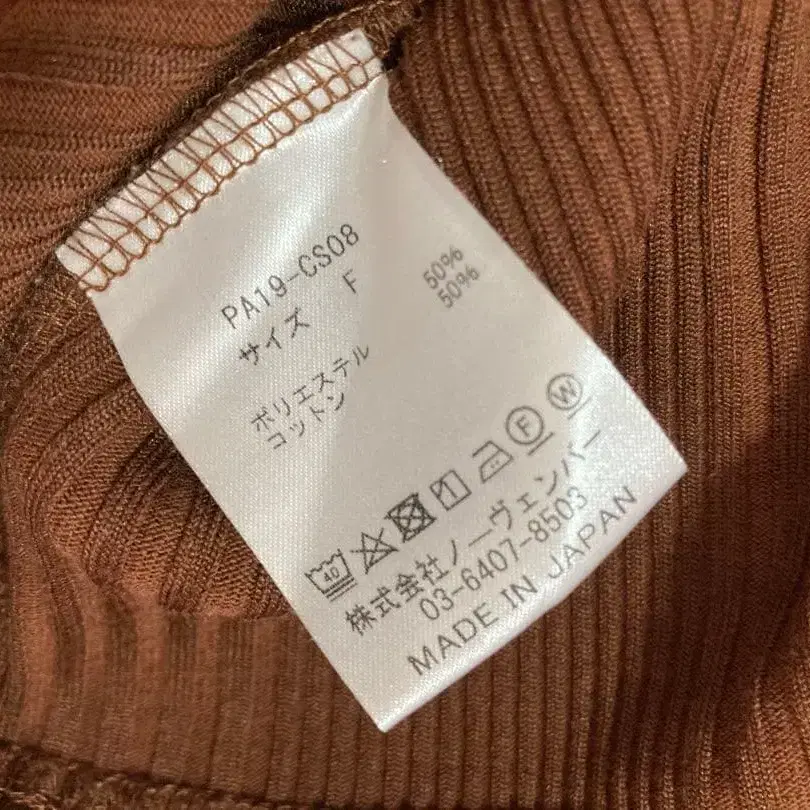 PA19-CS08
サイズ F
ポリエステル 50%
コットン 50%
40 F W
株式会社ノーヴェンバー
03-6407-8503
MADE IN JAPAN